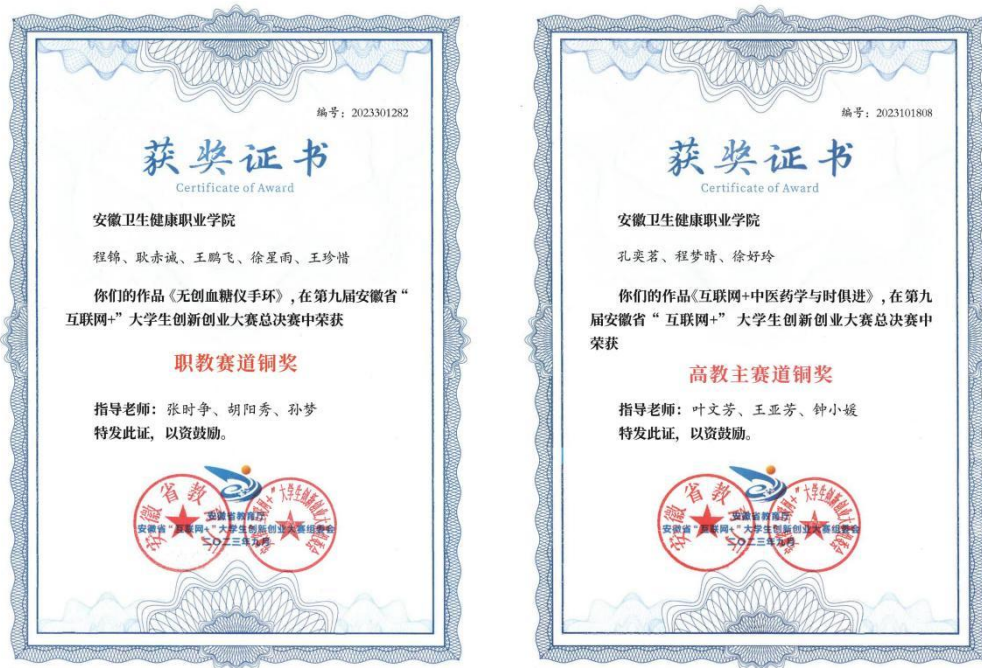 编号：2023301282
获奖证书
Certificate of Award
安徽卫生健康职业学院
程锦、耿赤诚、王鹏飞、徐星雨、王珍惜
你们的作品《无创血糖仪手环》，在第九届安徽省“
互联网+”大学生创新创业大赛总决赛中荣获
职教赛道铜奖
指导老师：张时争、胡阳秀、孙梦
特发此证，以资鼓励。
安徽省教育厅
安徽省“互联网+”大学生创新创业大赛组委会
二〇二三年九月
编号：2023101808
获奖证书
Certificate of Award
安徽卫生健康职业学院
孔奕茗、程梦晴、徐好玲
你们的作品《互联网+中医药学与时俱进》，在第九
届安徽省“互联网+”大学生创新创业大赛总决赛中
荣获
高教主赛道铜奖
指导老师：叶文芳、王亚芳、钟小媛
特发此证，以资鼓励。
安徽省教育厅
安徽省“互联网+”大学生创新创业大赛组委会
二〇二三年九月